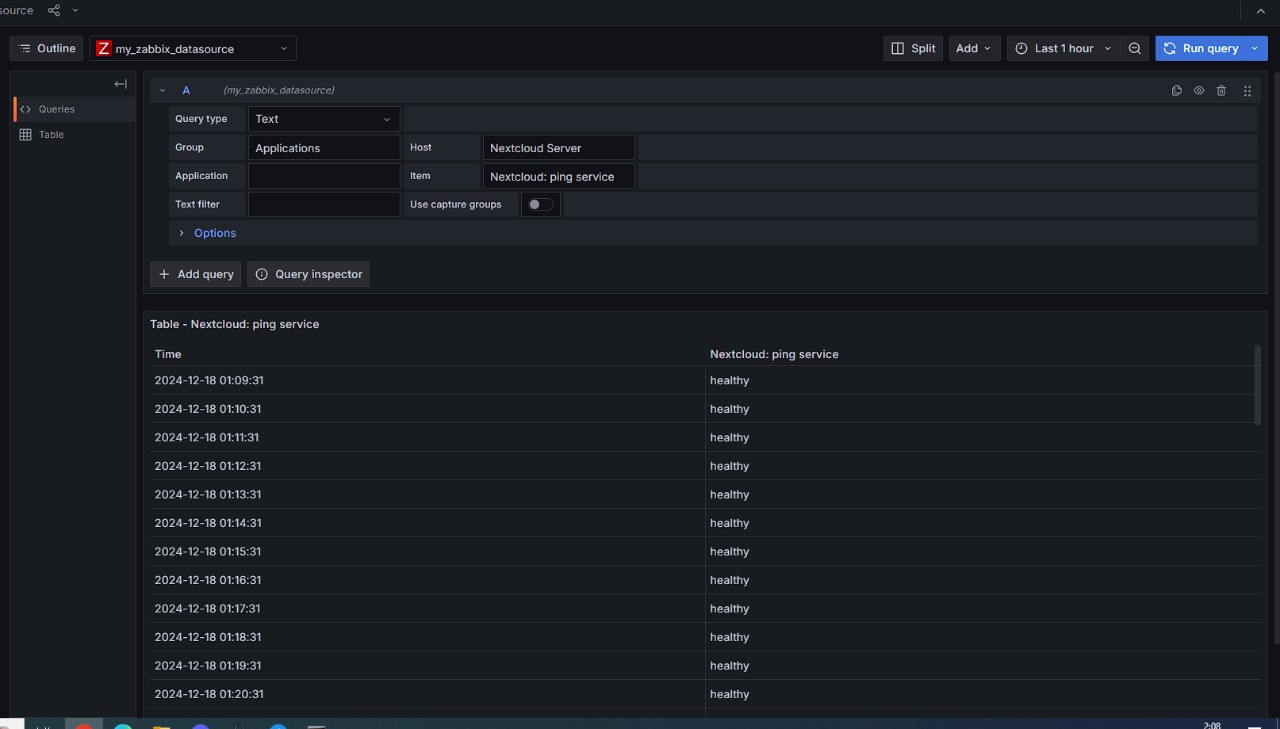 source
Outline
Z my_zabbix_datasource
Split
Add
Last 1 hour
Run query
Queries
Table
A (my_zabbix_datasource)
Query type Text
Group Applications Host Nextcloud Server
Application Item Nextcloud: ping service
Text filter Use capture groups
Options
Add query Query inspector
Table - Nextcloud: ping service
Time Nextcloud: ping service
2024-12-18 01:09:31 healthy
2024-12-18 01:10:31 healthy
2024-12-18 01:11:31 healthy
2024-12-18 01:12:31 healthy
2024-12-18 01:13:31 healthy
2024-12-18 01:14:31 healthy
2024-12-18 01:15:31 healthy
2024-12-18 01:16:31 healthy
2024-12-18 01:17:31 healthy
2024-12-18 01:18:31 healthy
2024-12-18 01:19:31 healthy
2024-12-18 01:20:31 healthy
2:08